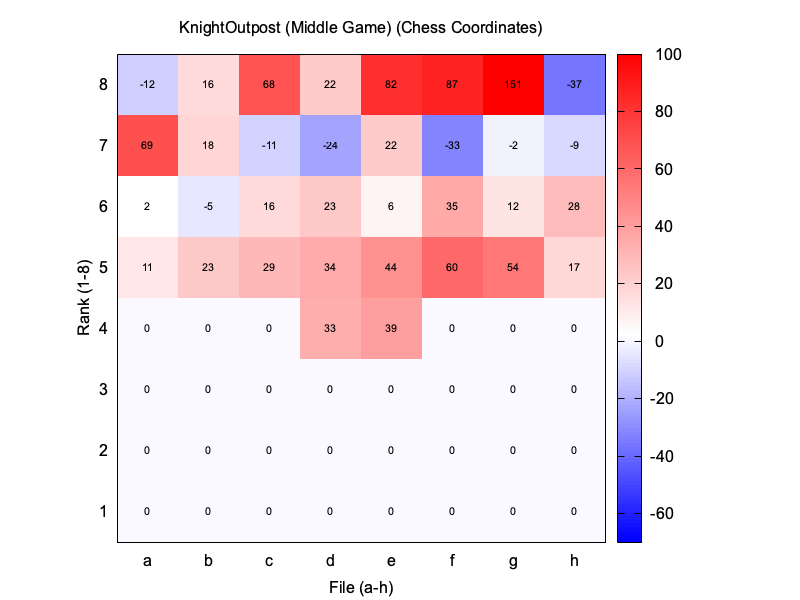 KnightOutpost (Middle Game) (Chess Coordinates)
100
8 -12 16 68 22 82 87 151 -37
80
7 69 18 -11 -24 22 -33 -2 -9
60
6 2 -5 16 23 6 35 12 28
40
5 11 23 29 34 44 60 54 17
20
Rank (1-8)
4 0 0 0 33 39 0 0 0
0
3 0 0 0 0 0 0 0 0
-20
2 0 0 0 0 0 0 0 0
-40
1 0 0 0 0 0 0 0 0
-60
a b c d e f g h
File (a-h)